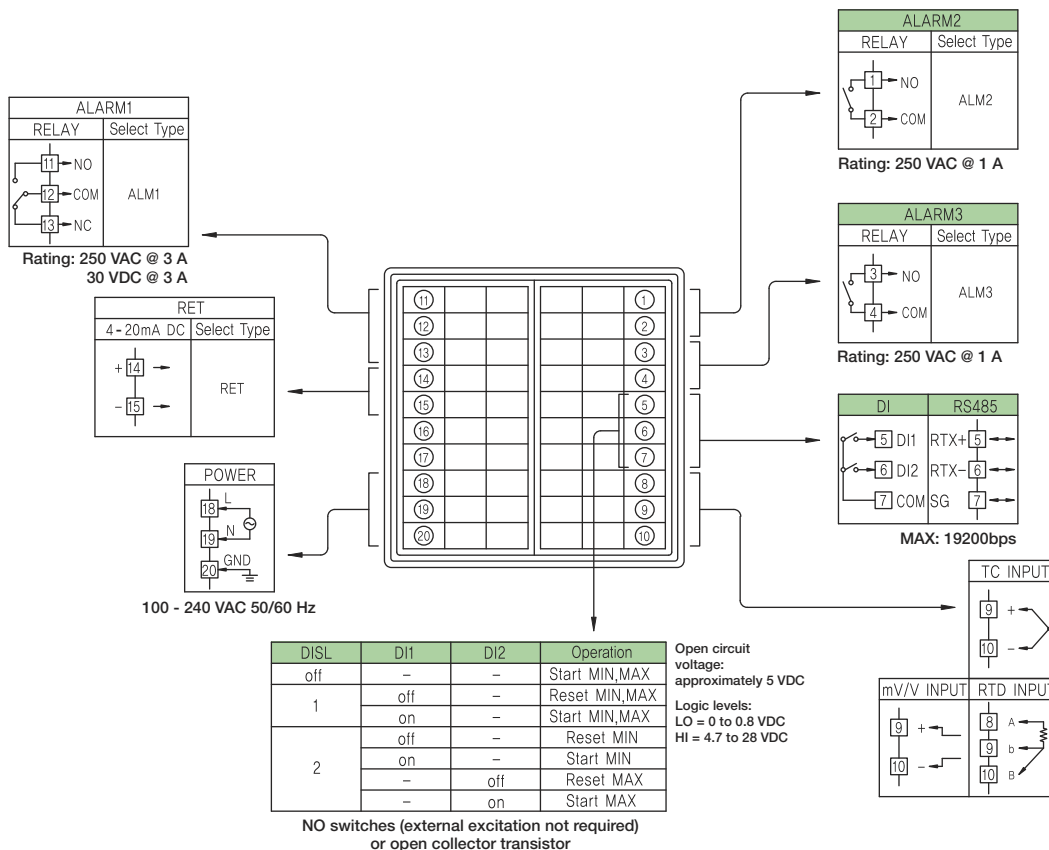 ALARM2
RELAY Select Type
1 NO
2 COM
ALM2
Rating: 250 VAC @ 1 A
ALARM1
RELAY Select Type
11 NO
12 COM
13 NC
ALM1
Rating: 250 VAC @ 3 A
30 VDC @ 3 A
ALARM3
RELAY Select Type
3 NO
4 COM
ALM3
Rating: 250 VAC @ 1 A
RET
4-20mA DC Select Type
+ 14
- 15
RET
11 1
12 2
13 3
14 4
15 5
16 6
17 7
18 8
19 9
20 10
DI RS485
5 DI1 RTX+ 5
6 DI2 RTX- 6
7 COM SG 7
MAX: 19200bps
POWER
18 L
19 N
20 GND
100 - 240 VAC 50/60 Hz
TC INPUT
9 +
10 -
mV/V INPUT
9 +
10 -
RTD INPUT
8 A
9 b
10 B
DISL DI1 DI2 Operation
off - - Start MIN,MAX
1 off - Reset MIN,MAX
on - Start MIN,MAX
2 off - Reset MIN
on - Start MIN
- off Reset MAX
- on Start MAX
Open circuit
voltage:
approximately 5 VDC
Logic levels:
LO = 0 to 0.8 VDC
HI = 4.7 to 28 VDC
NO switches (external excitation not required)
or open collector transistor